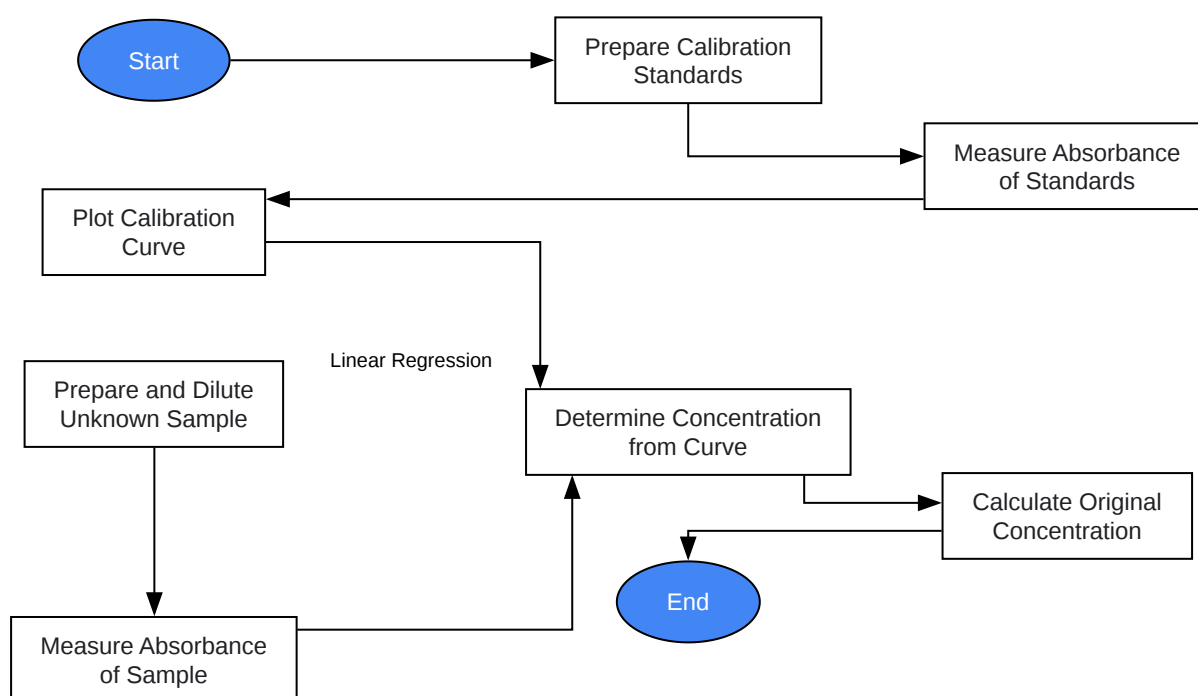 Start
Prepare Calibration
Standards
Measure Absorbance
of Standards
Plot Calibration
Curve
Linear Regression
Prepare and Dilute
Unknown Sample
Determine Concentration
from Curve
Calculate Original
Concentration
End
Measure Absorbance
of Sample